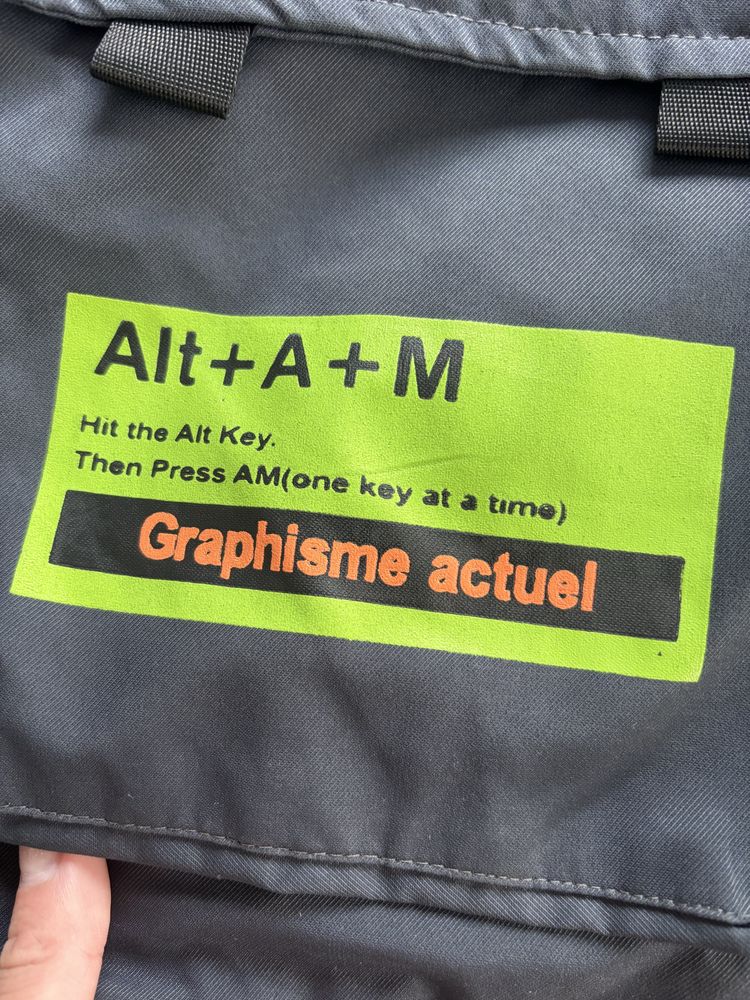 Alt+A+M
Hit the Alt Key.
Then Press AM(one key at a time)
Graphisme actuel